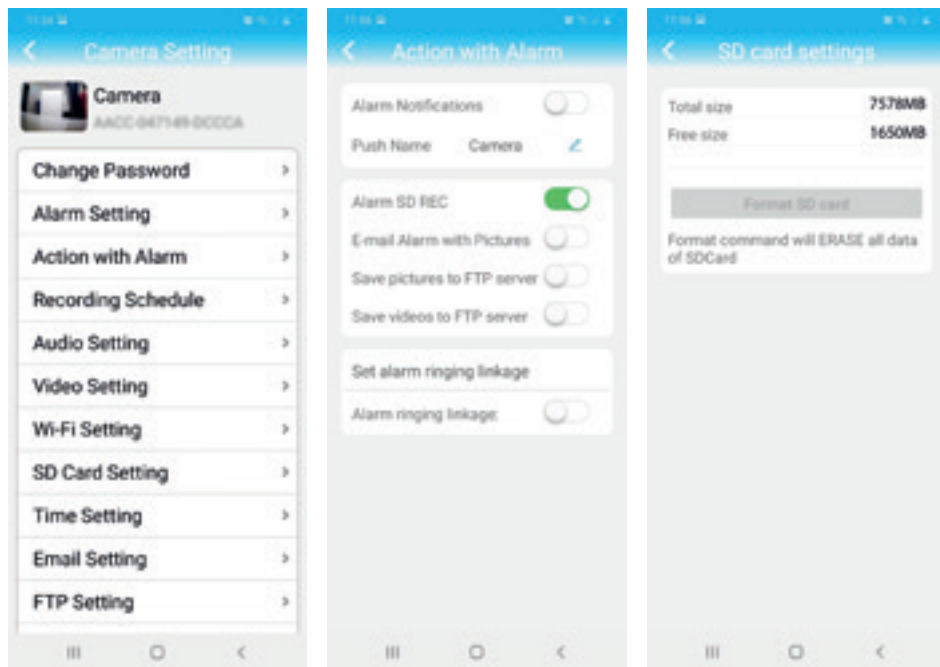 Camera Setting
Camera
Change Password
Alarm Setting
Action with Alarm
Recording Schedule
Audio Setting
Video Setting
Wi-Fi Setting
SD Card Setting
Time Setting
Email Setting
FTP Setting
Action with Alarm
Alarm Notifications
Push Name Camera
Alarm SD REC
E-mail Alarm with Pictures
Save pictures to FTP server
Save videos to FTP server
Set alarm ringing linkage
Alarm ringing linkage:
SD card settings
Total size 7578MB
Free size 1650MB
Format SD card
Format command will ERASE all data
of SDCard